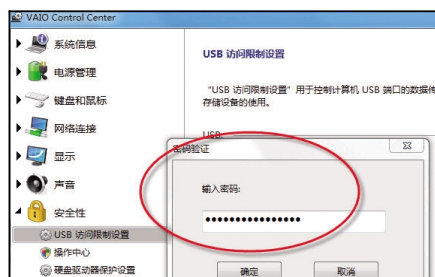 VAIO Control Center
系统信息
电源管理
键盘和鼠标
网络连接
显示
声音
安全性
USB 访问限制设置
操作中心
硬盘驱动器保护设置
USB 访问限制设置
"USB 访问限制设置" 用于控制计算机 USB 端口的数据传
存储设备的使用。
USB:
密码验证
输入密码:
••••••••••••••••
确定
取消